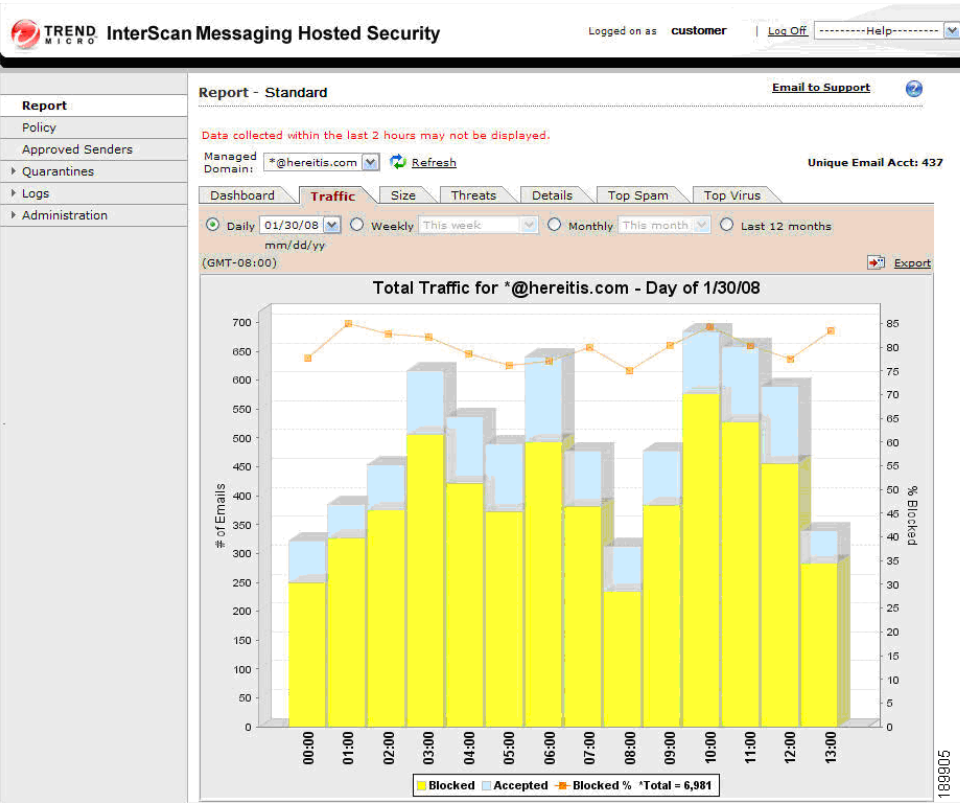 TREND MICRO InterScan Messaging Hosted Security
Logged on as customer | Log Off ---------Help---------
Report
Policy
Approved Senders
Quarantines
Logs
Administration
Report - Standard
Email to Support
Data collected within the last 2 hours may not be displayed.
Managed Domain: *@hereitis.com Refresh
Unique Email Acct: 437
Dashboard Traffic Size Threats Details Top Spam Top Virus
Daily 01/30/08 Weekly This week Monthly This month Last 12 months
mm/dd/yy
(GMT-08:00)
Export
Total Traffic for *@hereitis.com - Day of 1/30/08
# of Emails
700
650
600
550
500
450
400
350
300
250
200
150
100
50
0
85
80
75
70
65
60
55
50
45
40
35
30
25
20
15
10
5
0
% Blocked
00:00 01:00 02:00 03:00 04:00 05:00 06:00 07:00 08:00 09:00 10:00 11:00 12:00 13:00
Blocked Accepted Blocked % *Total = 6,981
189905